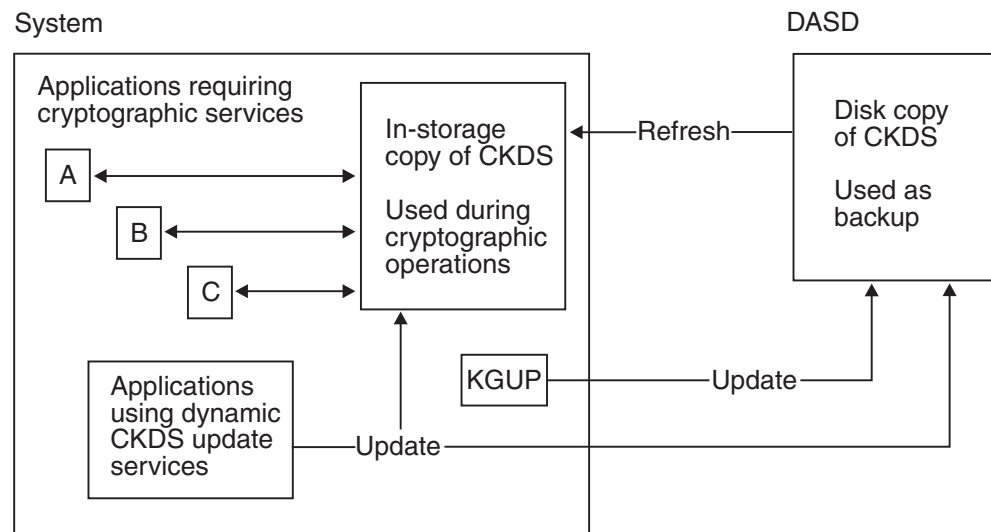 System
DASD
Applications requiring
cryptographic services
A
B
C
In-storage
copy of CKDS
Used during
cryptographic
operations
Refresh
Disk copy
of CKDS
Used as
backup
KGUP
Update
Applications
using dynamic
CKDS update
services
Update